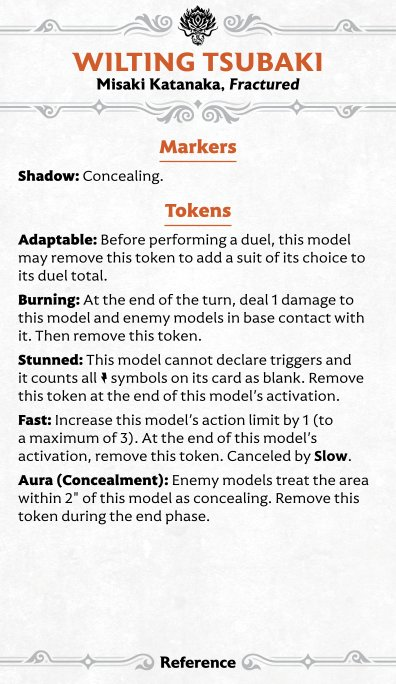 WILTING TSUBAKI
Misaki Katanaka, Fractured
Markers
Shadow: Concealing.
Tokens
Adaptable: Before performing a duel, this model
may remove this token to add a suit of its choice to
its duel total.
Burning: At the end of the turn, deal 1 damage to
this model and enemy models in base contact with
it. Then remove this token.
Stunned: This model cannot declare triggers and
it counts all symbols on its card as blank. Remove
this token at the end of this model's activation.
Fast: Increase this model's action limit by 1 (to
a maximum of 3). At the end of this model's
activation, remove this token. Canceled by Slow.
Aura (Concealment): Enemy models treat the area
within 2" of this model as concealing. Remove this
token during the end phase.
Reference